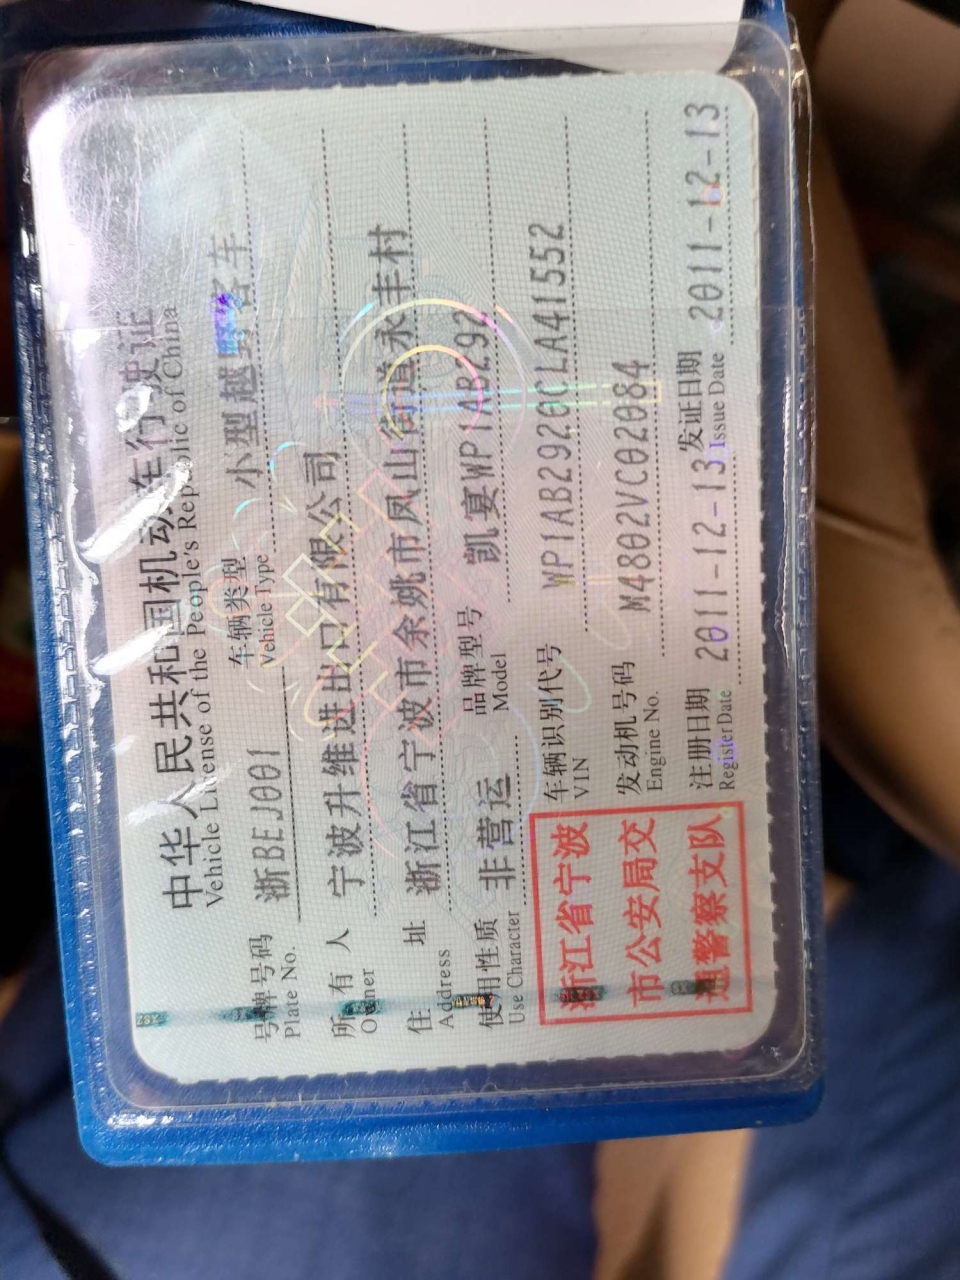 中华人民共和国机动车行驶证
Vehicle License of the People's Republic of China
号牌号码 浙BEJ001 车辆类型 小型越野客车
Plate No. Vehicle Type
所有人 宁波升维进出口有限公司
Owner
住址 浙江省宁波市余姚市凤山街道永丰村
Address
使用性质 非营运 品牌型号 凯宴WP1AB292
Use Character Model
车辆识别代号 WP1AB2920CLA41552
VIN
发动机号码 M4802VC02084
Engine No.
注册日期 2011-12-13 发证日期 2011-12-13
Register Date Issue Date
浙江省宁波
市公安局交
通警察支队